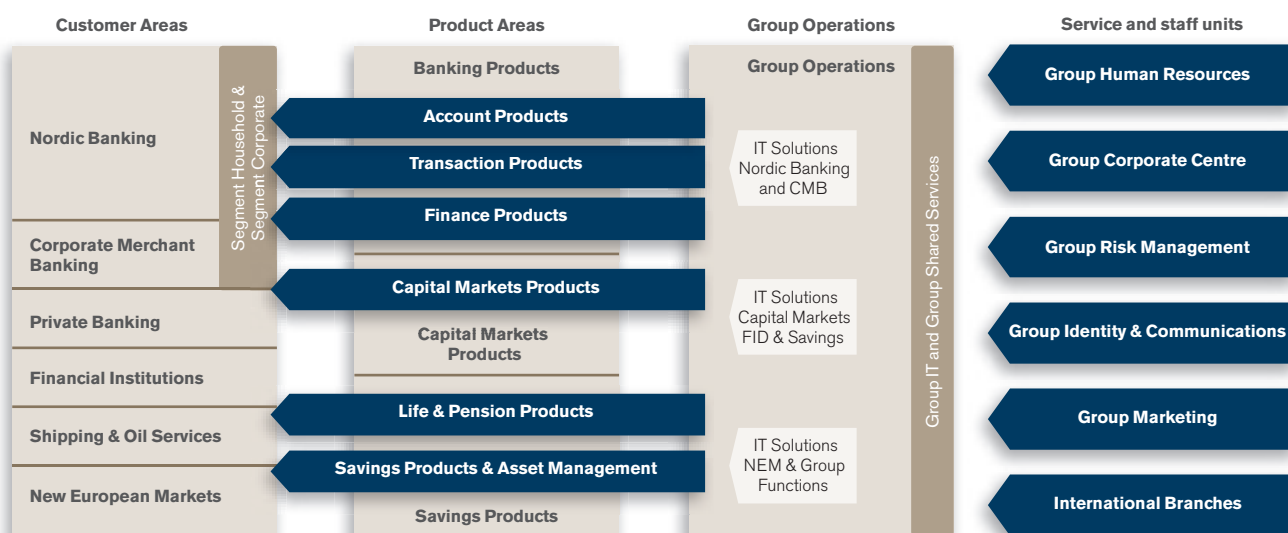 Customer Areas
Nordic Banking
Segment Household &
Segment Corporate
Corporate Merchant
Banking
Private Banking
Financial Institutions
Shipping & Oil Services
New European Markets
Product Areas
Banking Products
Account Products
Transaction Products
Finance Products
Capital Markets Products
Capital Markets
Products
Life & Pension Products
Savings Products & Asset Management
Savings Products
Group Operations
Group Operations
IT Solutions
Nordic Banking
and CMB
IT Solutions
Capital Markets
FID & Savings
IT Solutions
NEM & Group
Functions
Group IT and Group Shared Services
Service and staff units
Group Human Resources
Group Corporate Centre
Group Risk Management
Group Identity & Communications
Group Marketing
International Branches